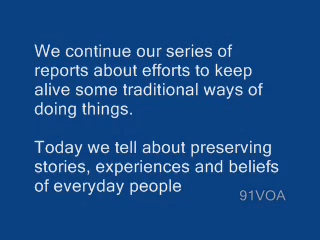 We continue our series of
reports about efforts to keep
alive some traditional ways of
doing things.
Today we tell about preserving
stories, experiences and beliefs
of everyday people
91VOA